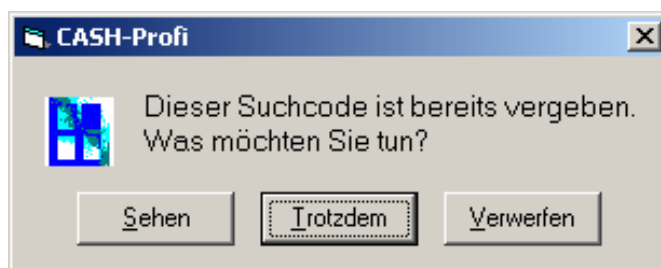 CASH-Profi
Dieser Suchcode ist bereits vergeben.
Was möchten Sie tun?
Sehen Trotzdem Verwerfen